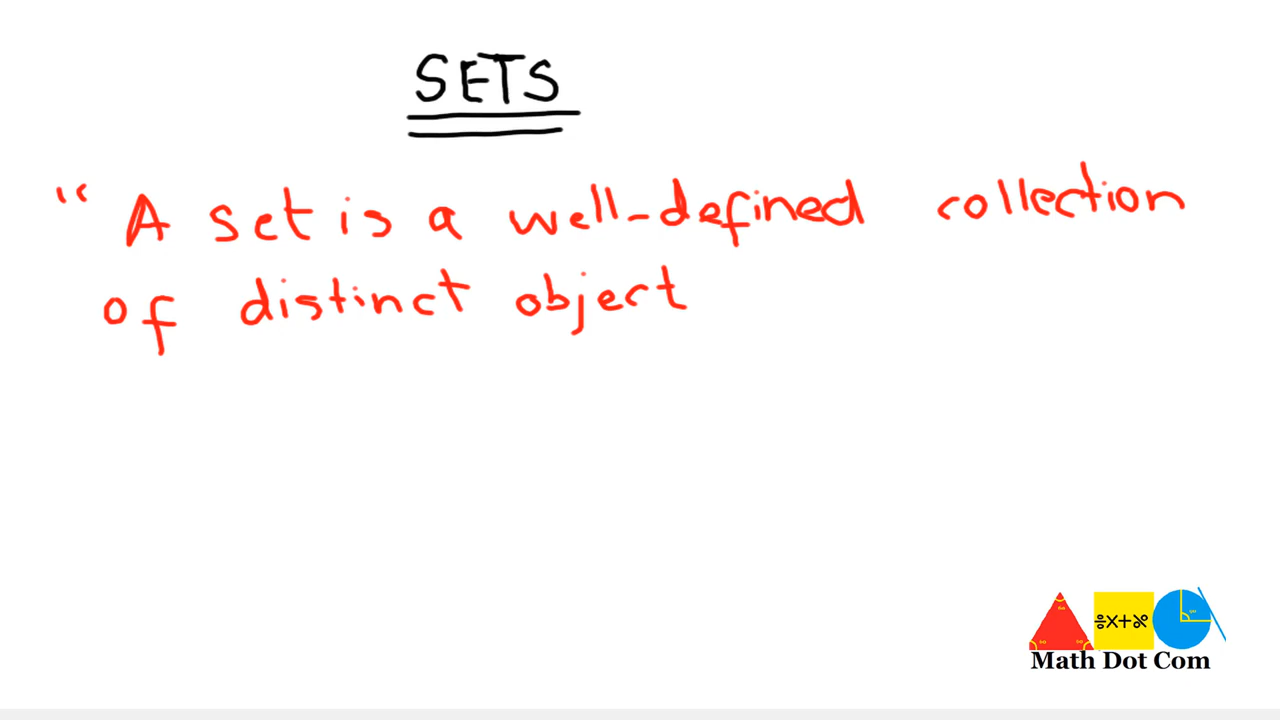 SETS
“ A set is a well-defined collection
of distinct object
÷x+%
Math Dot Com